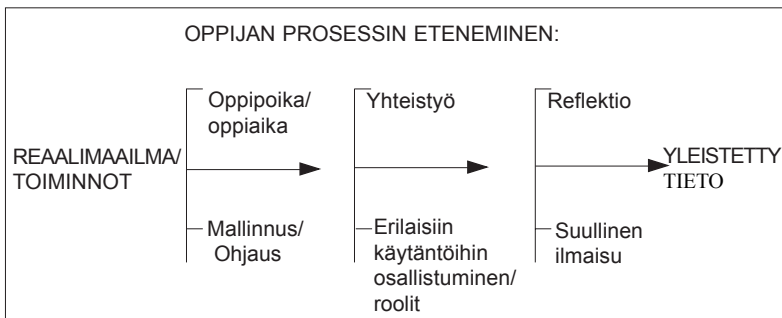 OPPIJAN PROSESSIN ETENEMINEN:
Oppipoika/
oppiaika
Yhteistyö
Reflektio
REAALIMAAILMA/
TOIMINNOT
YLEISTETTY
TIETO
Mallinnus/
Ohjaus
Erilaisiin
käytäntöihin
osallistuminen/
roolit
Suullinen
ilmaisu